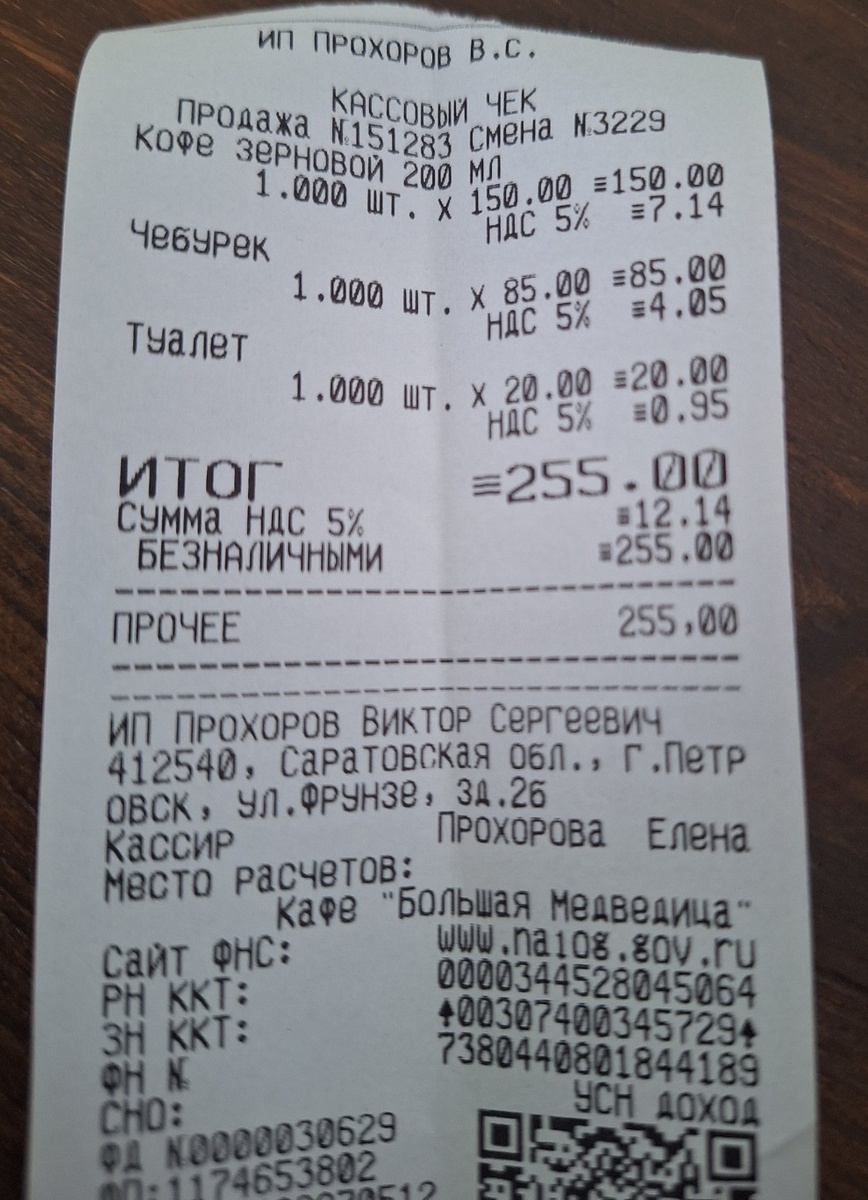 ИП ПРОХОРОВ В.С.
КАССОВЫЙ ЧЕК
Продажа №151283 Смена №3229
Кофе зерновой 200 мл
1.000 шт. X 150.00 ≡150.00
НДС 5% ≡7.14
Чебурек
1.000 шт. X 85.00 ≡85.00
НДС 5% ≡4.05
Туалет
1.000 шт. X 20.00 ≡20.00
НДС 5% ≡0.95
ИТОГ ≡255.00
Сумма НДС 5% ≡12.14
БЕЗНАЛИЧНЫМИ ≡255.00
ПРОЧЕЕ 255,00
ИП ПРОХОРОВ Виктор Сергеевич
412540, Саратовская обл., г.Петр
овск, ул.Фрунзе, зд.26
Кассир Прохорова Елена
Место расчетов:
Кафе "Большая Медведица"
Сайт ФНС: www.nalog.gov.ru
РН ККТ: 0000344528045064
ЗН ККТ: 00307400345729
ФН № 7380440801844189
СНО: УСН ДОХОД
ФД №0000030629
ФП:1174653802